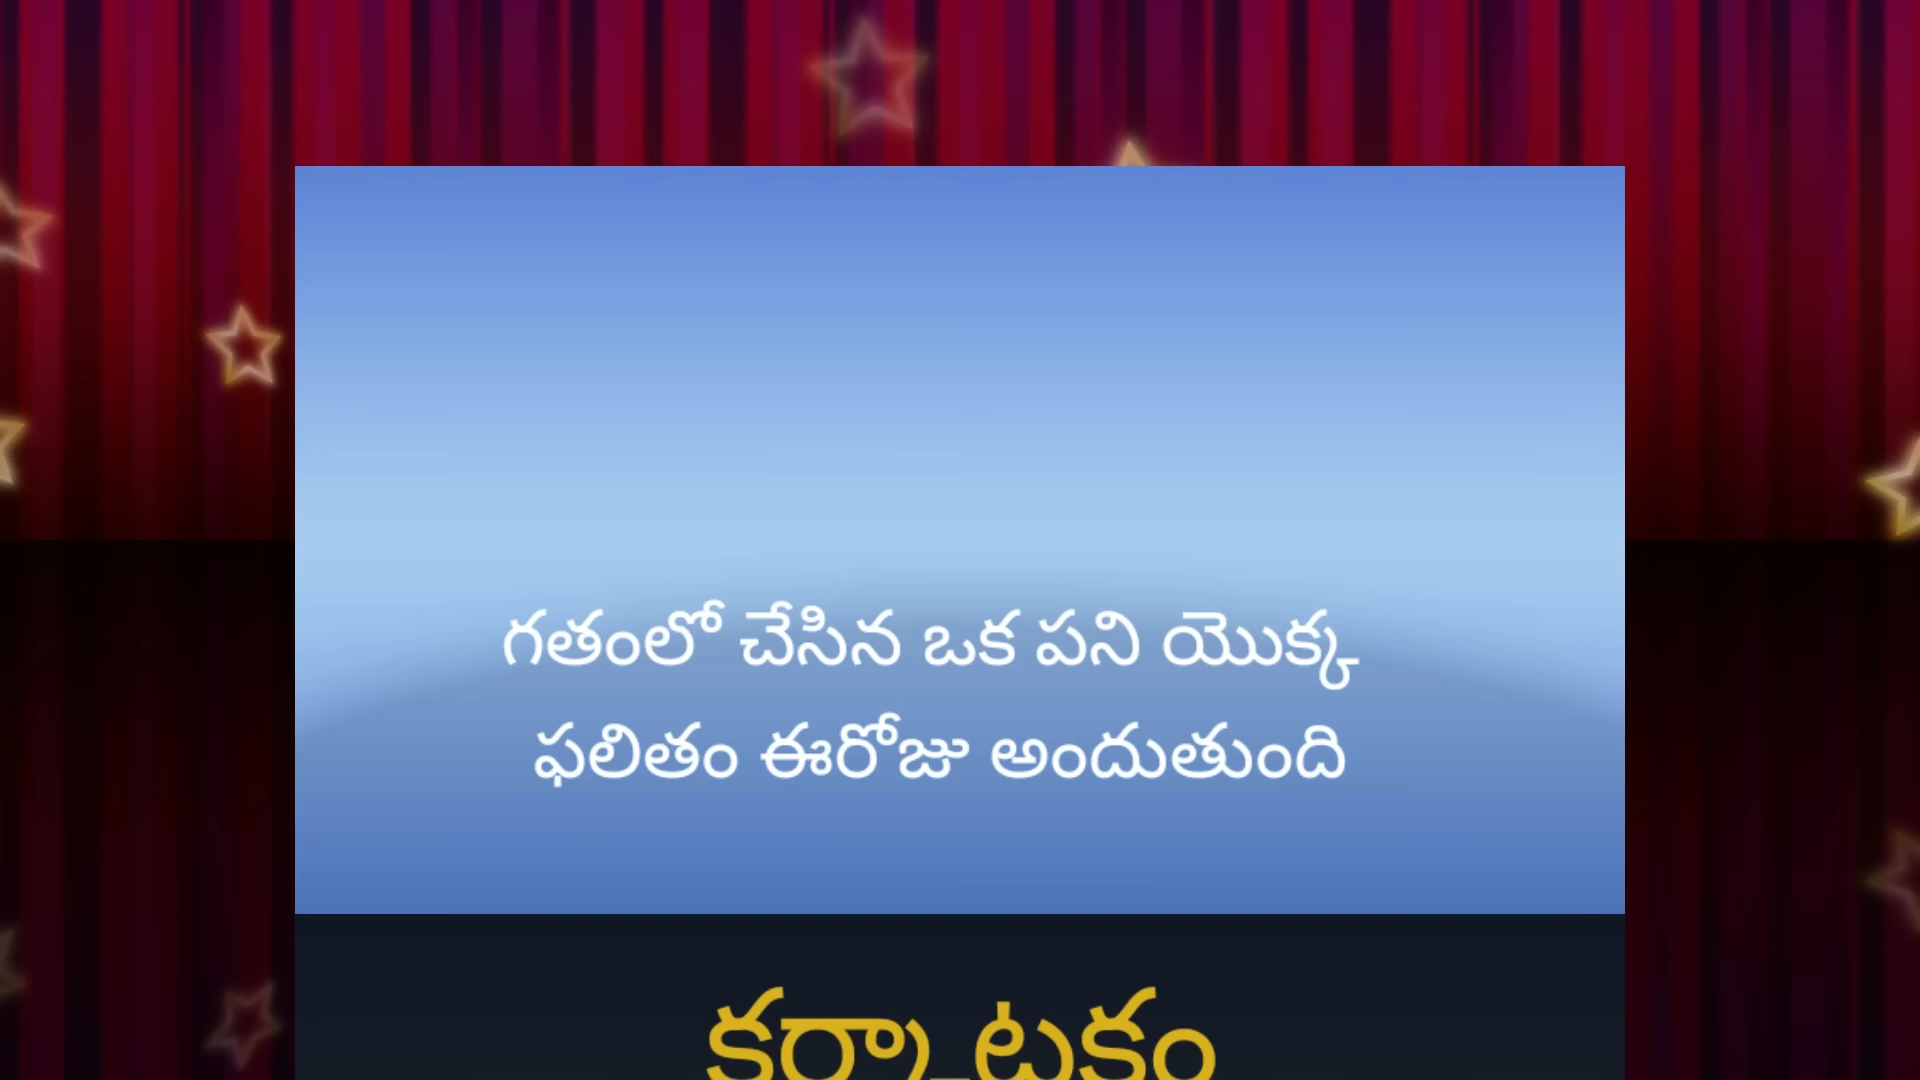 గతంలో చేసిన ఒక పని యొక్క
ఫలితం ఈరోజు అందుతుంది
కర్కాటకం